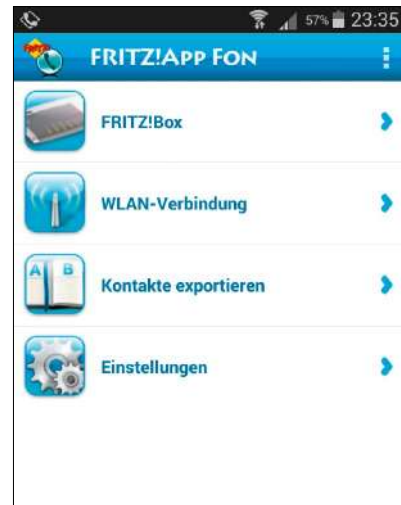 57% 23:35
FRITZ!APP FON
FRITZ!Box
WLAN-Verbindung
A B
Kontakte exportieren
Einstellungen